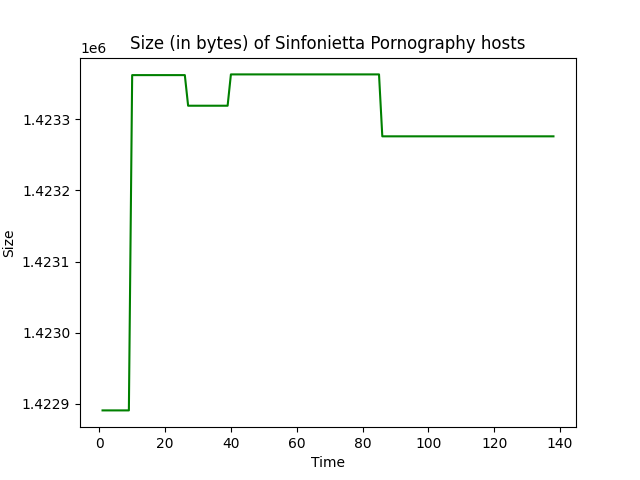 Size (in bytes) of Sinfonietta Pornography hosts
1e6
1.4233
1.4232
1.4231
1.4230
1.4229
Size
0 20 40 60 80 100 120 140
Time